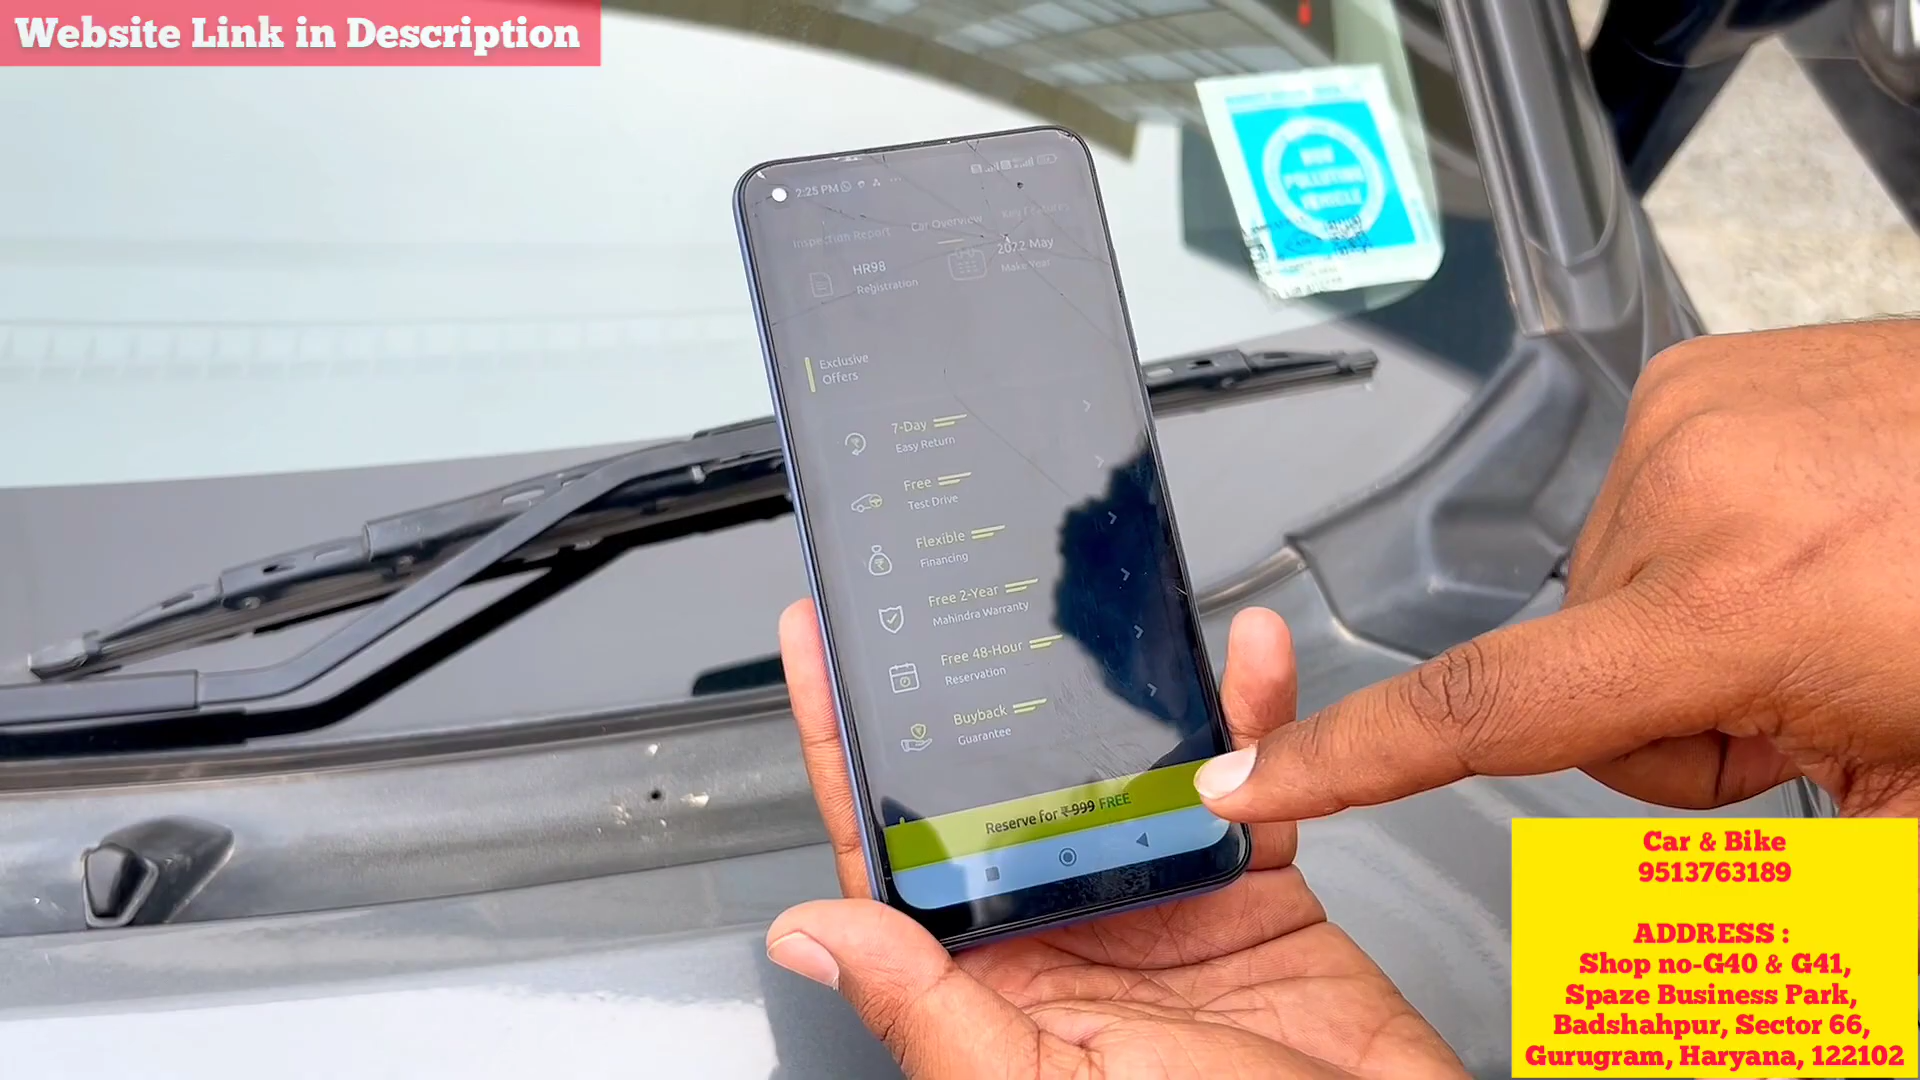 Website Link in Description
NON
POLLUTING
VEHICLE
2:25 PM
Inspection Report Car Overview Key Features
HR98
Registration
2022 May
Make Year
Exclusive
Offers
7-Day
Easy Return
Free
Test Drive
Flexible
Financing
Free 2-Year
Mahindra Warranty
Free 48-Hour
Reservation
Buyback
Guarantee
Reserve for ₹ 999 FREE
Car & Bike
9513763189
ADDRESS :
Shop no-G40 & G41,
Spaze Business Park,
Badshahpur, Sector 66,
Gurugram, Haryana, 122102